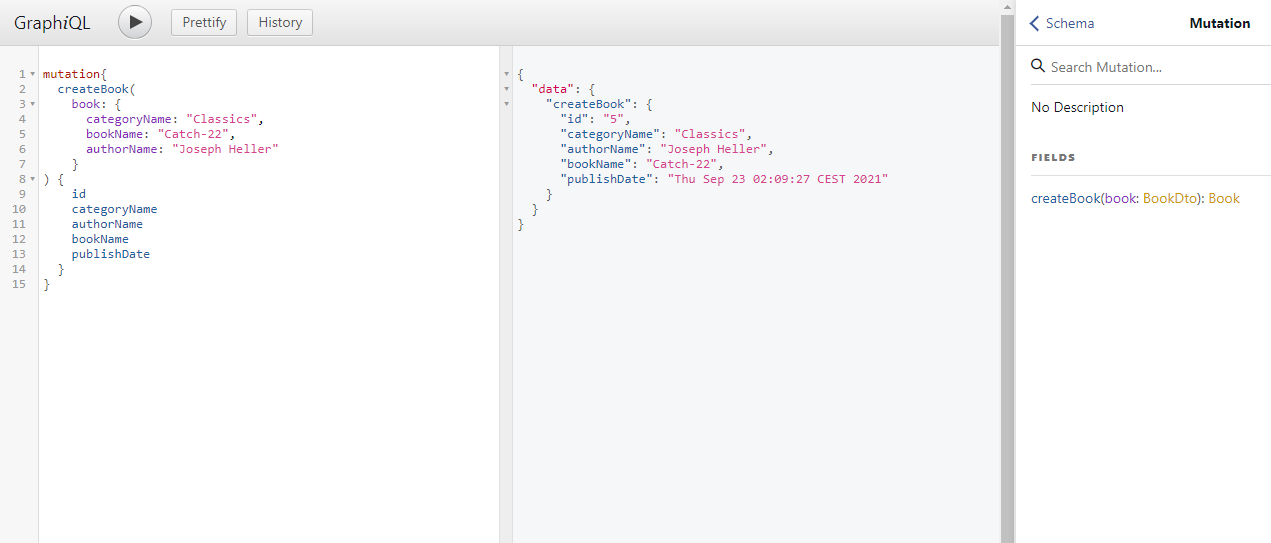 GraphiQL
Prettify
History
1 mutation{
2 createBook(
3 book: {
4 categoryName: "Classics",
5 bookName: "Catch-22",
6 authorName: "Joseph Heller"
7 }
8 ) {
9 id
10 categoryName
11 authorName
12 bookName
13 publishDate
14 }
15 }
{
"data": {
"createBook": {
"id": "5",
"categoryName": "Classics",
"authorName": "Joseph Heller",
"bookName": "Catch-22",
"publishDate": "Thu Sep 23 02:09:27 CEST 2021"
}
}
}
Schema
Mutation
Search Mutation...
No Description
FIELDS
createBook(book: BookDto): Book